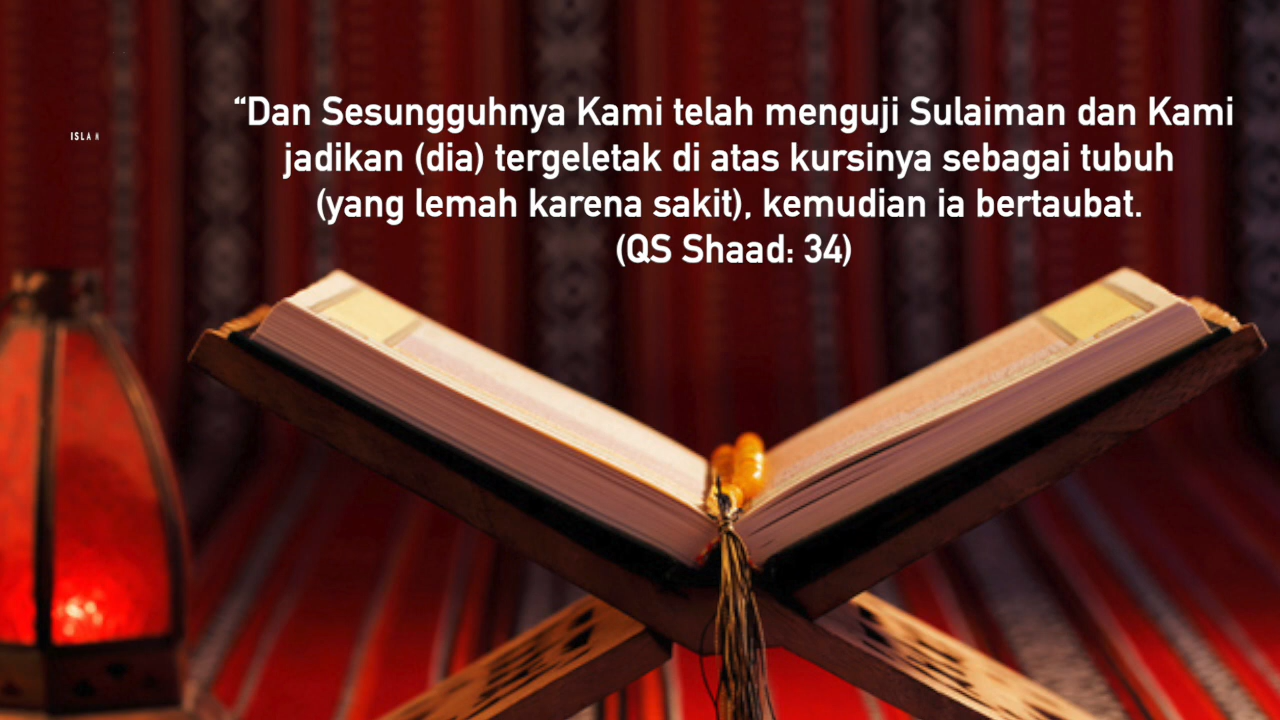 “Dan Sesungguhnya Kami telah menguji Sulaiman dan Kami
jadikan (dia) tergeletak di atas kursinya sebagai tubuh
(yang lemah karena sakit), kemudian ia bertaubat.
(QS Shaad: 34)